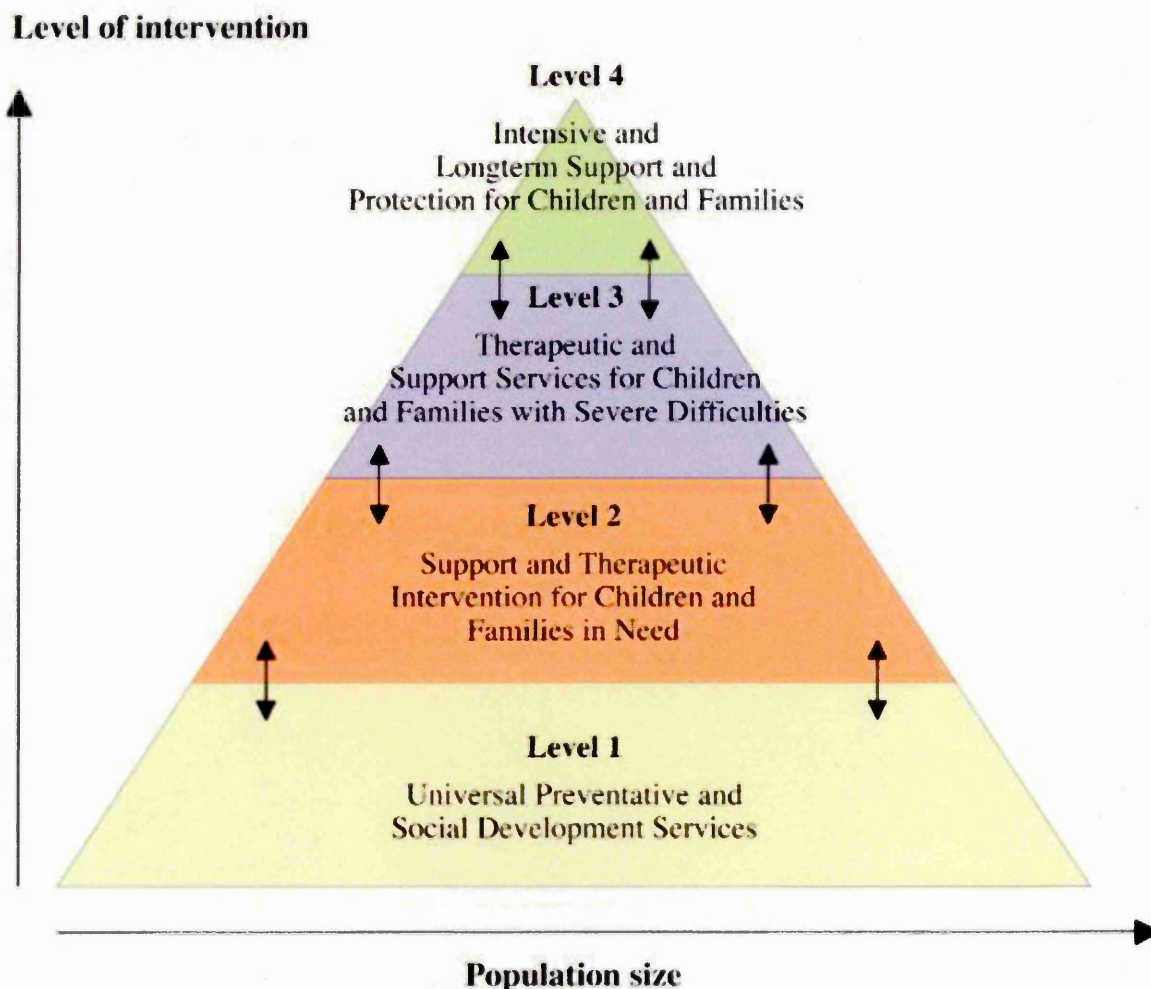 Level of intervention
Level 4
Intensive and
Longterm Support and
Protection for Children and Families
Level 3
Therapeutic and
Support Services for Children
and Families with Severe Difficulties
Level 2
Support and Therapeutic
Intervention for Children and
Families in Need
Level 1
Universal Preventative and
Social Development Services
Population size